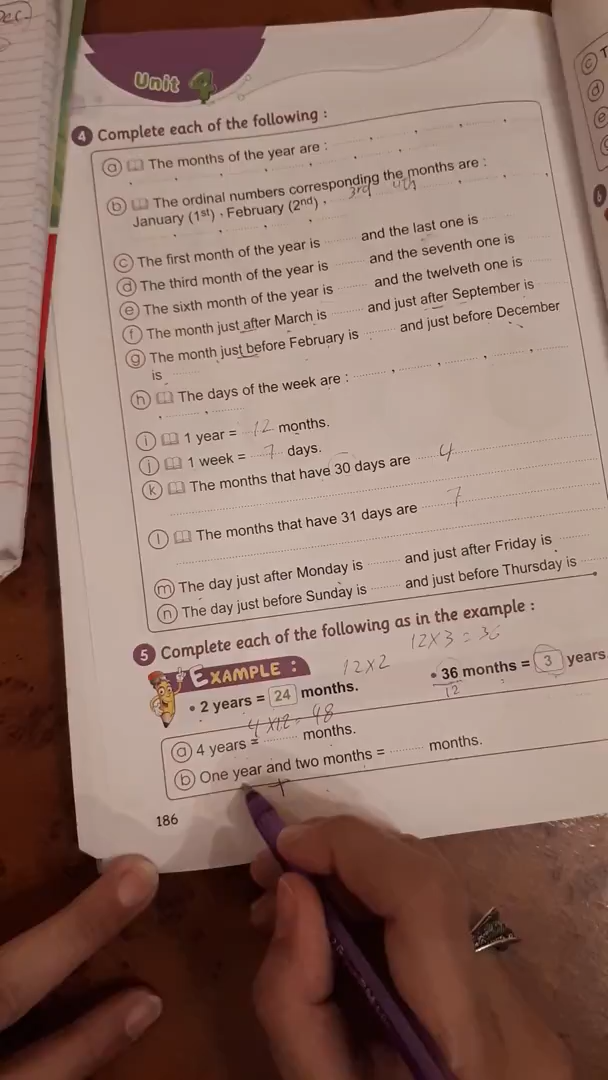 Dec.
Unit 4
4 Complete each of the following :
a The months of the year are :
b The ordinal numbers corresponding the months are :
January (1st) , February (2nd) , 3rd 4th
c The first month of the year is ........ and the last one is
d The third month of the year is ........ and the seventh one is
e The sixth month of the year is ........ and the twelveth one is
f The month just after March is ........ and just after September is
g The month just before February is ........ and just before December
is ........
h The days of the week are :
i 1 year = 12 months.
j 1 week = 7 days.
k The months that have 30 days are 4
l The months that have 31 days are 7
m The day just after Monday is ........ and just after Friday is ........
n The day just before Sunday is ........ and just before Thursday is ........
5 Complete each of the following as in the example :
12 X 3 = 36
EXAMPLE :
12 X 2
• 2 years = 24 months.
• 36 months = 3 years
12
4 X 12 = 48
a 4 years = ........ months.
b One year and two months = ........ months.
+
186
c T
d
e
6